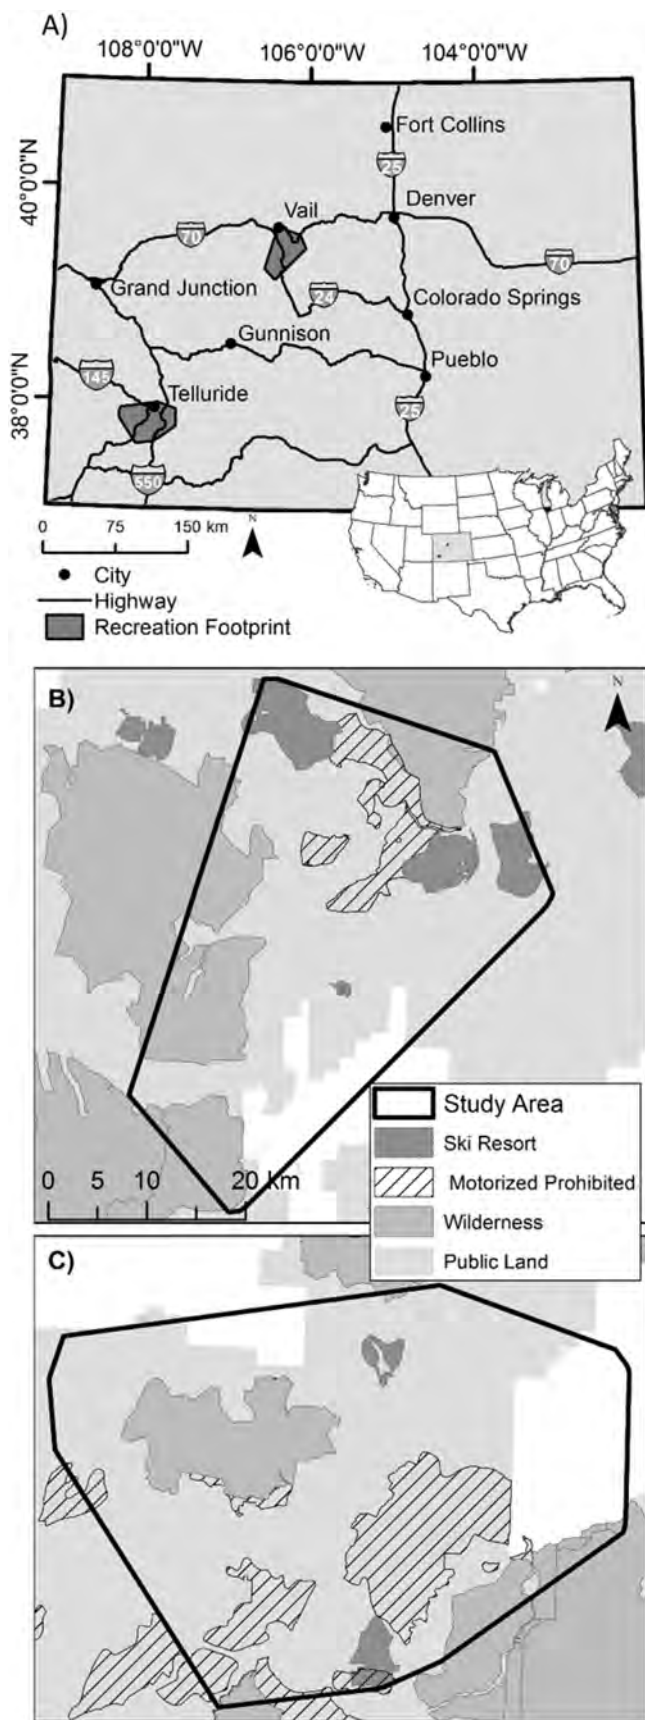 A)
108°0'0"W 106°0'0"W 104°0'0"W
40°0'0"N
38°0'0"N
Fort Collins
25
Vail
Denver
70
70
Grand Junction
24
Colorado Springs
Gunnison
145
Telluride
Pueblo
25
550
0 75 150 km
N
City
Highway
Recreation Footprint
B)
N
Study Area
Ski Resort
Motorized Prohibited
Wilderness
Public Land
0 5 10 20 km
C)